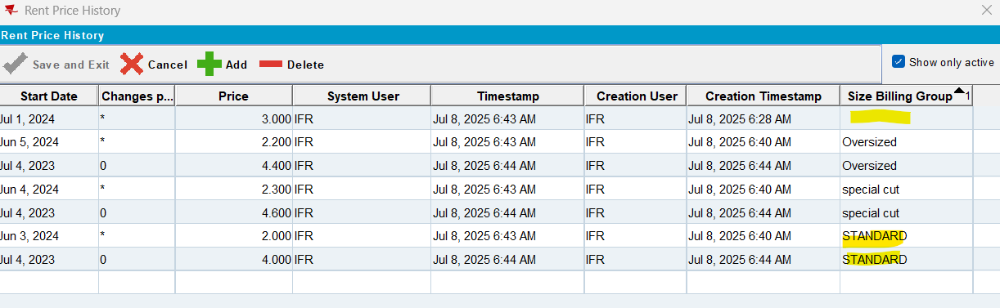 Rent Price History
Rent Price History
Save and Exit Cancel Add Delete Show only active
Start Date Changes p... Price System User Timestamp Creation User Creation Timestamp Size Billing Group 1
Jul 1, 2024 * 3.000 IFR Jul 8, 2025 6:43 AM IFR Jul 8, 2025 6:28 AM
Jun 5, 2024 * 2.200 IFR Jul 8, 2025 6:43 AM IFR Jul 8, 2025 6:40 AM Oversized
Jul 4, 2023 0 4.400 IFR Jul 8, 2025 6:44 AM IFR Jul 8, 2025 6:44 AM Oversized
Jun 4, 2024 * 2.300 IFR Jul 8, 2025 6:43 AM IFR Jul 8, 2025 6:40 AM special cut
Jul 4, 2023 0 4.600 IFR Jul 8, 2025 6:44 AM IFR Jul 8, 2025 6:44 AM special cut
Jun 3, 2024 * 2.000 IFR Jul 8, 2025 6:43 AM IFR Jul 8, 2025 6:40 AM STANDARD
Jul 4, 2023 0 4.000 IFR Jul 8, 2025 6:44 AM IFR Jul 8, 2025 6:44 AM STANDARD